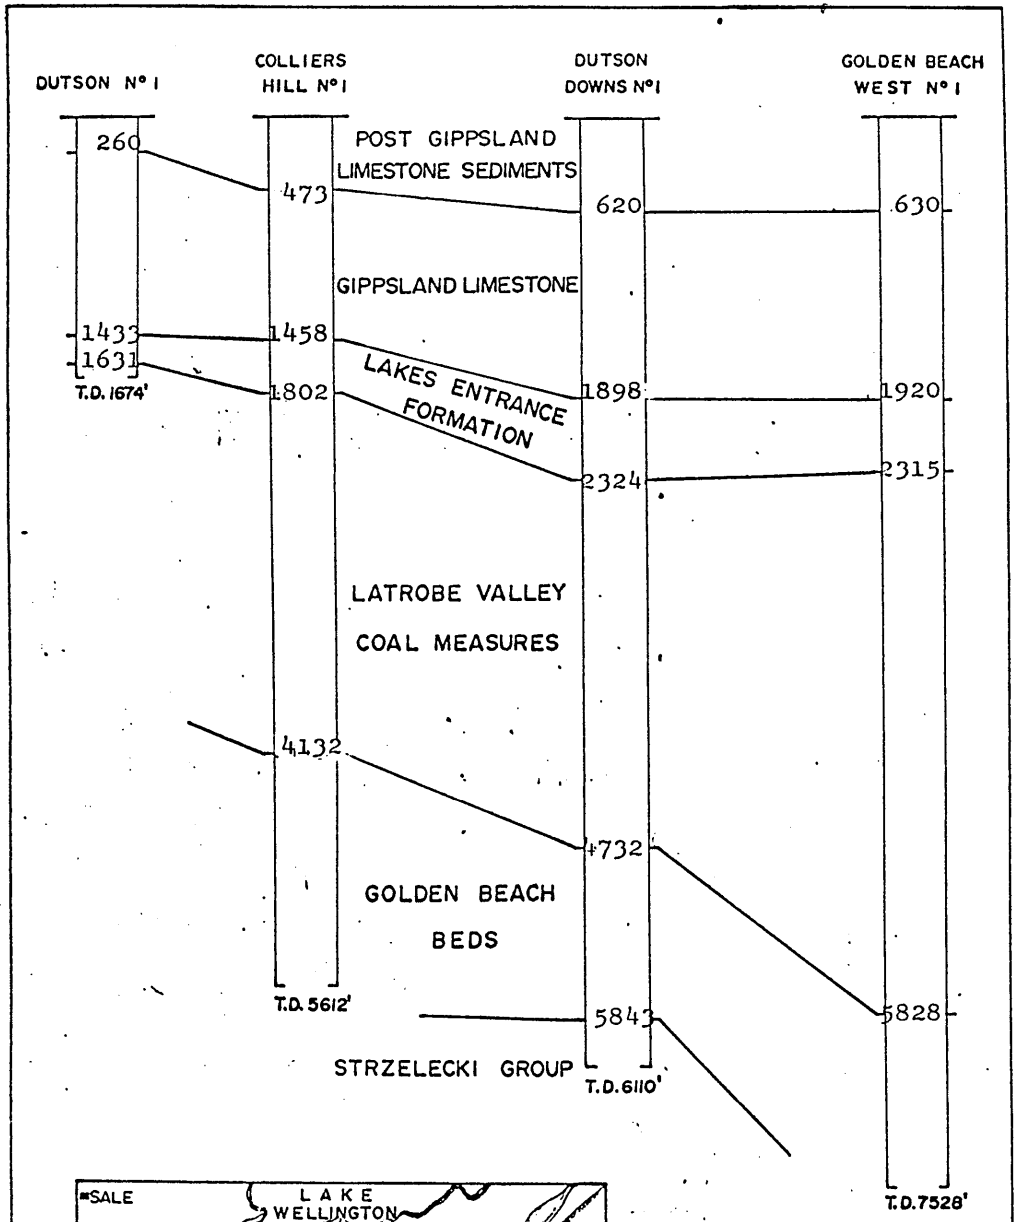 DUTSON Nº 1
COLLIERS
HILL Nº 1
DUTSON
DOWNS Nº 1
GOLDEN BEACH
WEST Nº 1
260
POST GIPPSLAND
LIMESTONE SEDIMENTS
473
620
630
GIPPSLAND LIMESTONE
1433
1458
1631
LAKES ENTRANCE
FORMATION
T.D. 1674'
1802
1898
1920
2324
2315
LATROBE VALLEY
COAL MEASURES
4132
4732
GOLDEN BEACH
BEDS
T.D. 5612'
5843
5828
STRZELECKI GROUP
T.D. 6110'
T.D. 7528'
SALE
LAKE
WELLINGTON